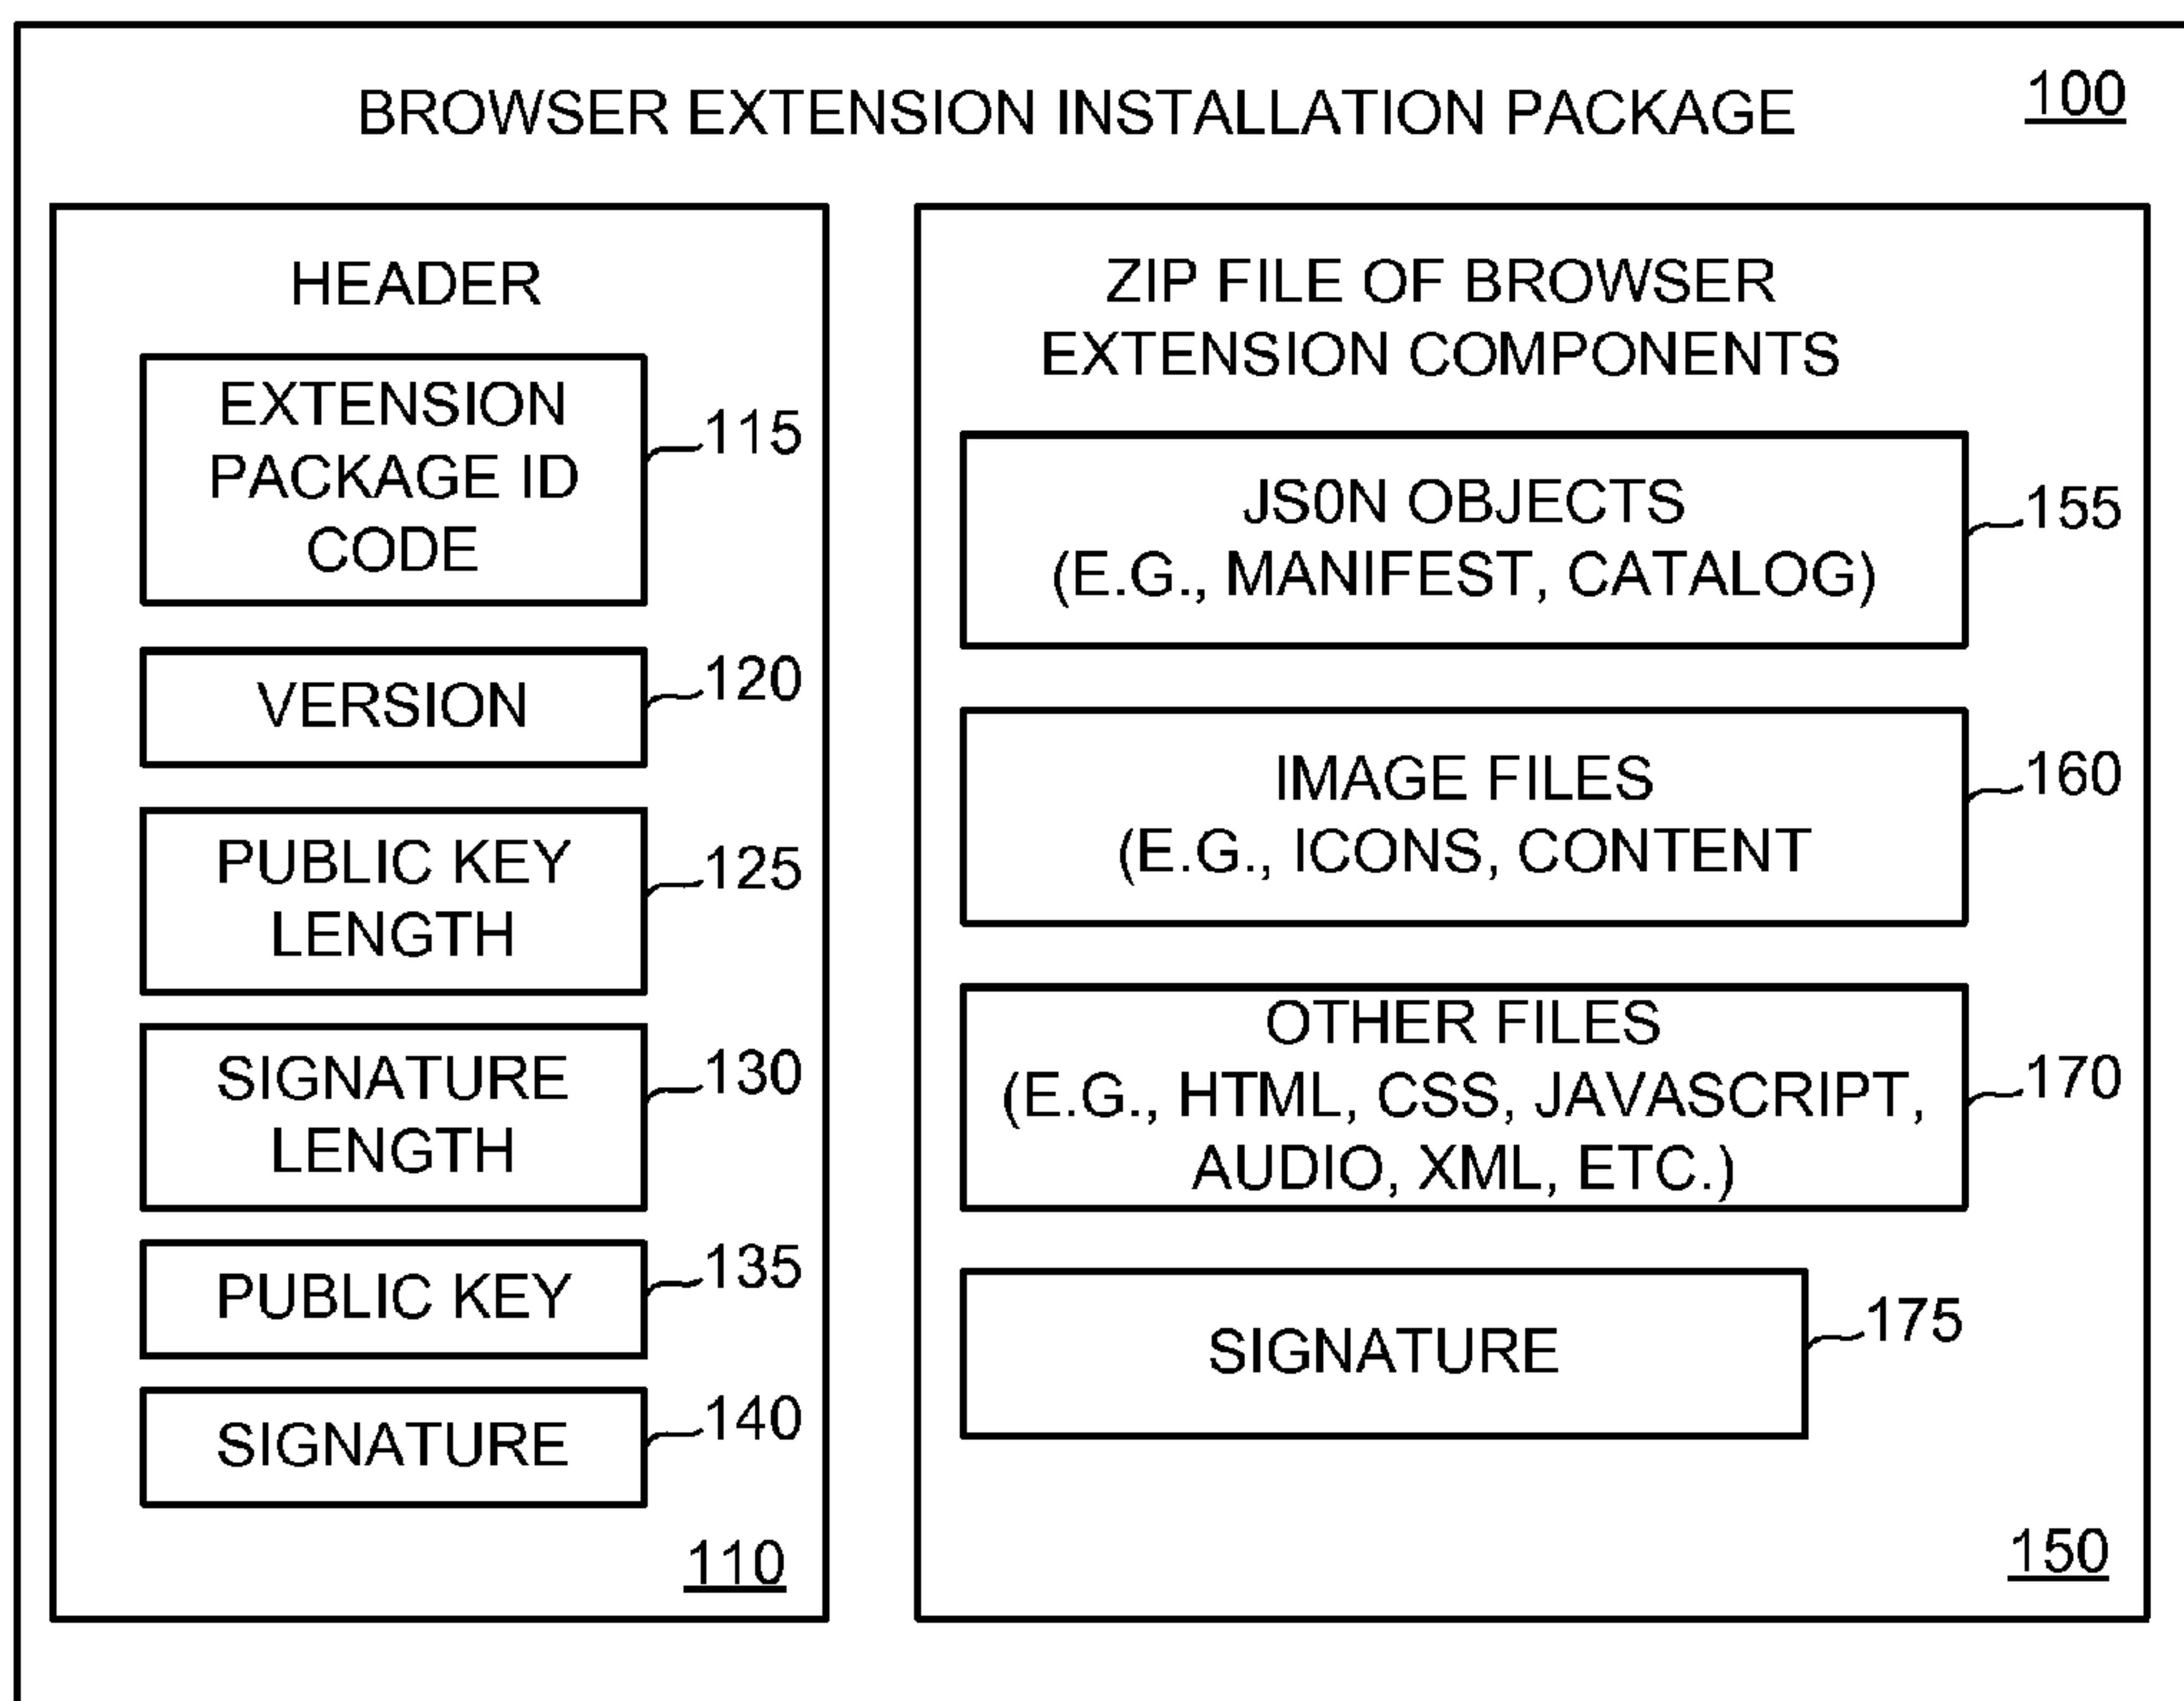 BROWSER EXTENSION INSTALLATION PACKAGE
100
HEADER
EXTENSION
PACKAGE ID
CODE
115
VERSION
120
PUBLIC KEY
LENGTH
125
SIGNATURE
LENGTH
130
PUBLIC KEY
135
SIGNATURE
140
110
ZIP FILE OF BROWSER
EXTENSION COMPONENTS
JS0N OBJECTS
(E.G., MANIFEST, CATALOG)
155
IMAGE FILES
(E.G., ICONS, CONTENT
160
OTHER FILES
(E.G., HTML, CSS, JAVASCRIPT,
AUDIO, XML, ETC.)
170
SIGNATURE
175
150